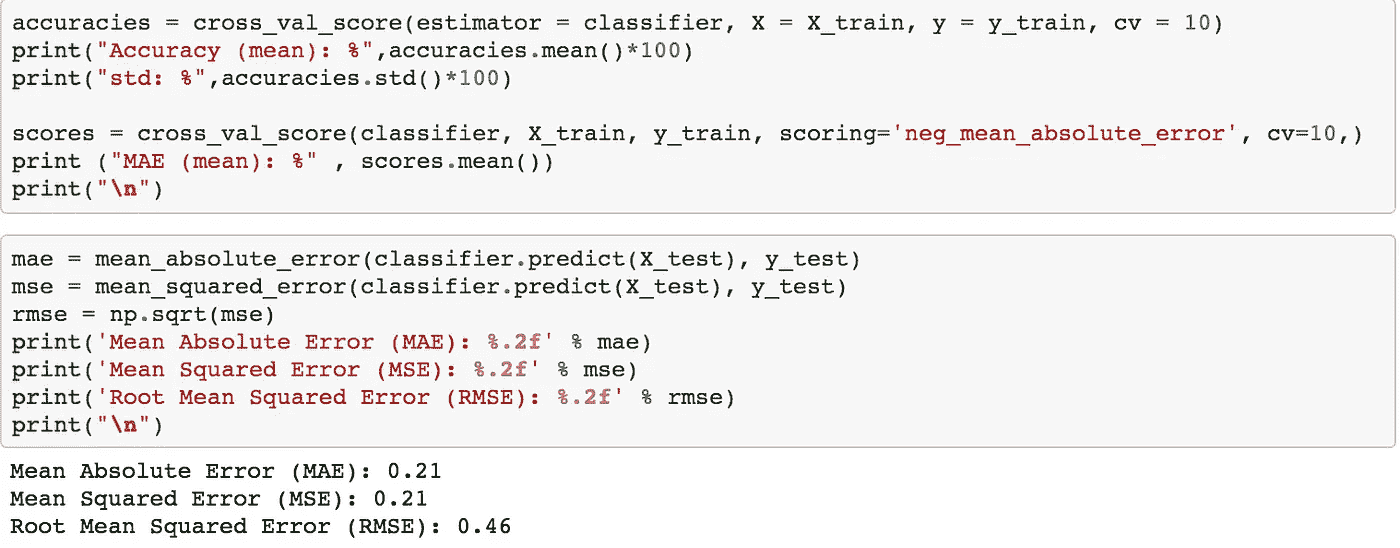 accuracies = cross_val_score(estimator = classifier, X = X_train, y = y_train, cv = 10)
print("Accuracy (mean): %",accuracies.mean()*100)
print("std: %",accuracies.std()*100)
scores = cross_val_score(classifier, X_train, y_train, scoring='neg_mean_absolute_error', cv=10,)
print ("MAE (mean): %" , scores.mean())
print("\n")
mae = mean_absolute_error(classifier.predict(X_test), y_test)
mse = mean_squared_error(classifier.predict(X_test), y_test)
rmse = np.sqrt(mse)
print('Mean Absolute Error (MAE): %.2f' % mae)
print('Mean Squared Error (MSE): %.2f' % mse)
print('Root Mean Squared Error (RMSE): %.2f' % rmse)
print("\n")
Mean Absolute Error (MAE): 0.21
Mean Squared Error (MSE): 0.21
Root Mean Squared Error (RMSE): 0.46